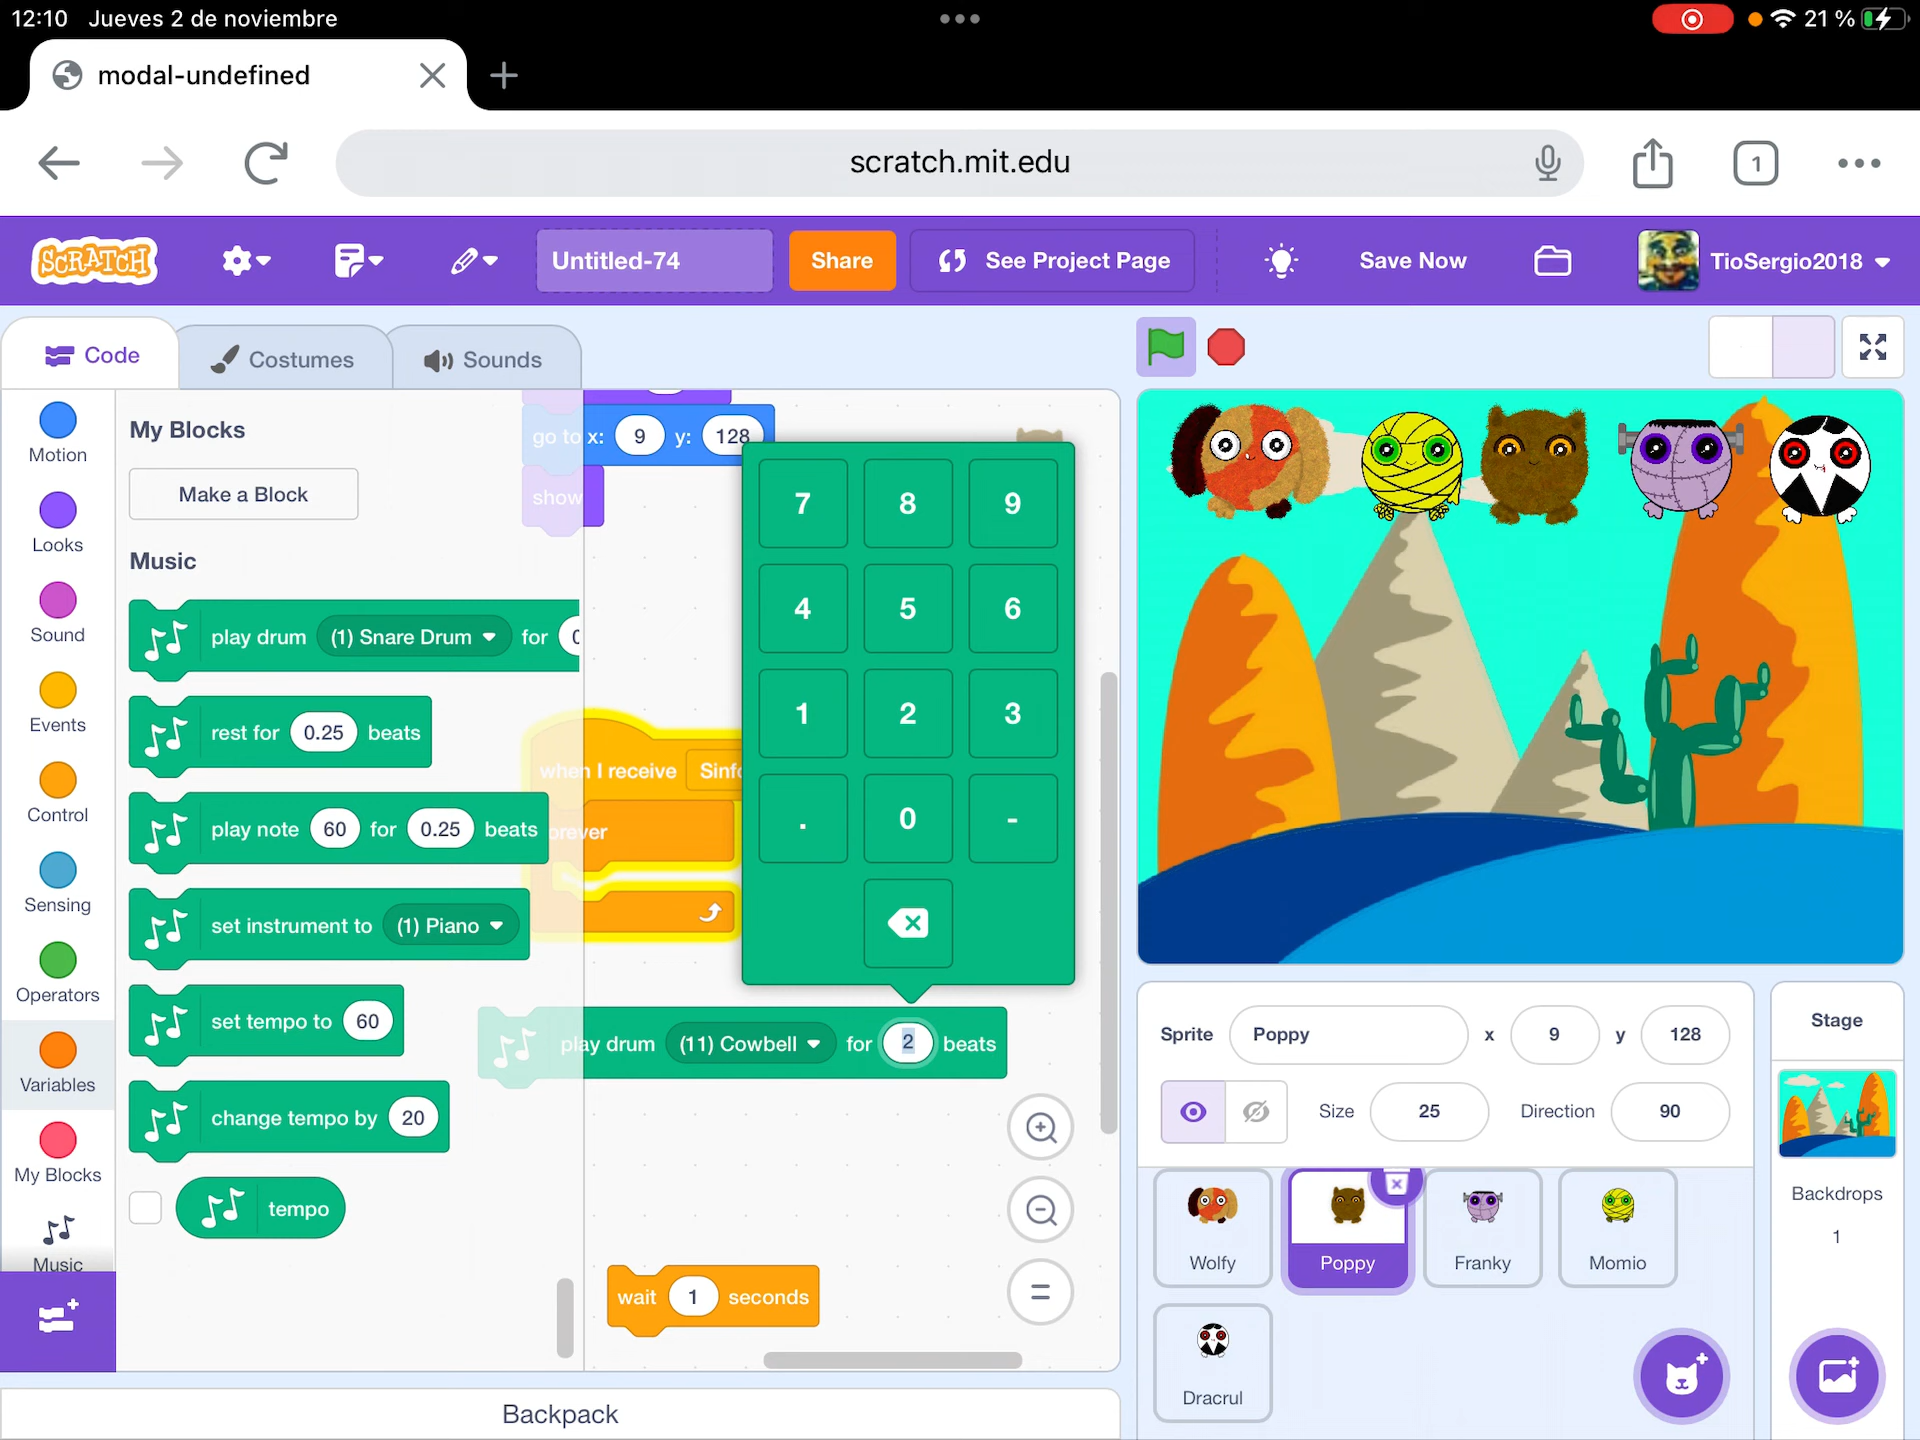 12:10 Jueves 2 de noviembre
21 %
modal-undefined
scratch.mit.edu
1
SCRATCH
Untitled-74
Share
See Project Page
Save Now
TioSergio2018
Code
Costumes
Sounds
Motion
Looks
Sound
Events
Control
Sensing
Operators
Variables
My Blocks
Music
My Blocks
Make a Block
Music
play drum (1) Snare Drum for 0
rest for 0.25 beats
play note 60 for 0.25 beats
set instrument to (1) Piano
set tempo to 60
change tempo by 20
tempo
go to x: 9 y: 128
show
when I receive Sinfo
forever
7 8 9
4 5 6
1 2 3
. 0 -
play drum (11) Cowbell for 2 beats
wait 1 seconds
Backpack
Sprite Poppy x 9 y 128
Size 25 Direction 90
Wolfy
Poppy
Franky
Momio
Dracrul
Stage
Backdrops
1